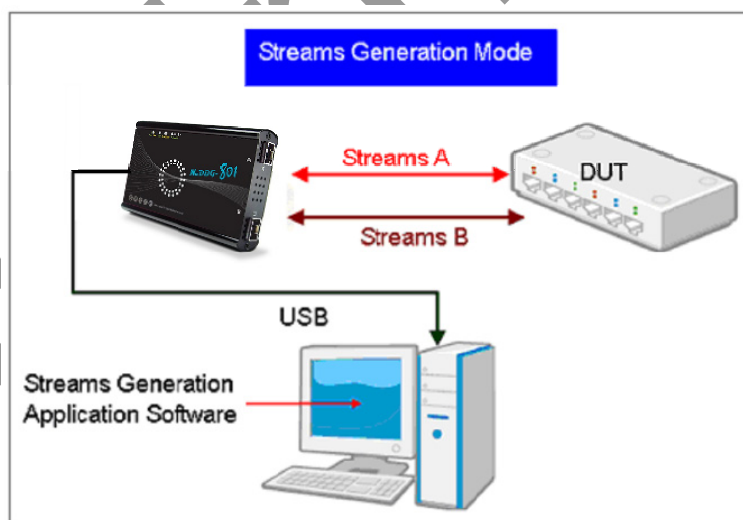 Streams Generation Mode
Streams A
DUT
Streams B
USB
Streams Generation
Application Software